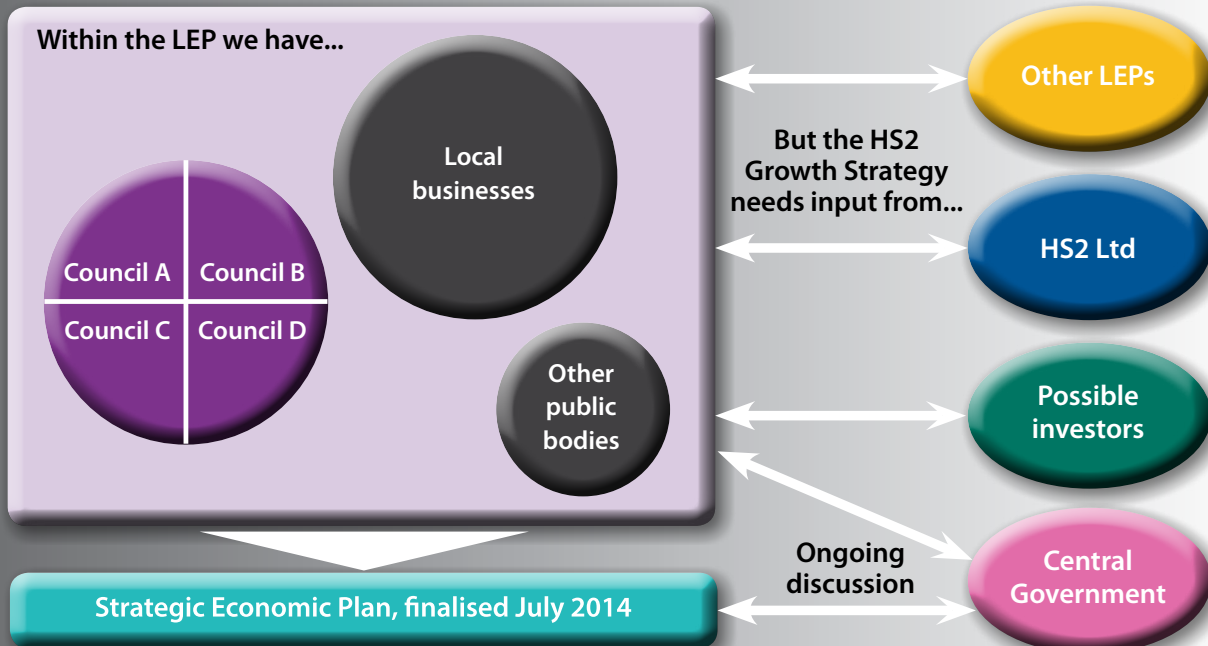 Within the LEP we have...
Local
businesses
Council A
Council B
Council C
Council D
Other
public
bodies
Strategic Economic Plan, finalised July 2014
But the HS2
Growth Strategy
needs input from...
Ongoing
discussion
Other LEPs
HS2 Ltd
Possible
investors
Central
Government